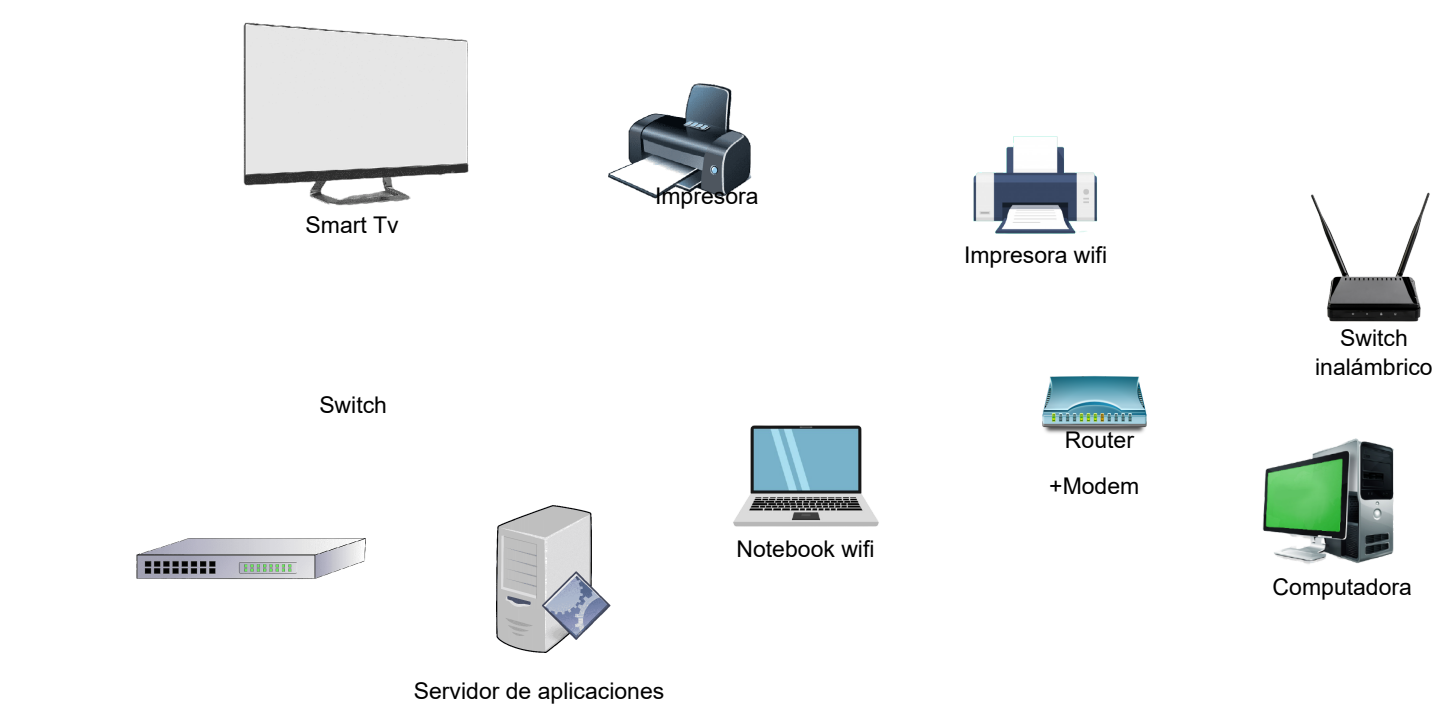 Smart Tv
Impresora
Impresora wifi
Switch
inalámbrico
Switch
Router
+Modem
Notebook wifi
Computadora
Servidor de aplicaciones